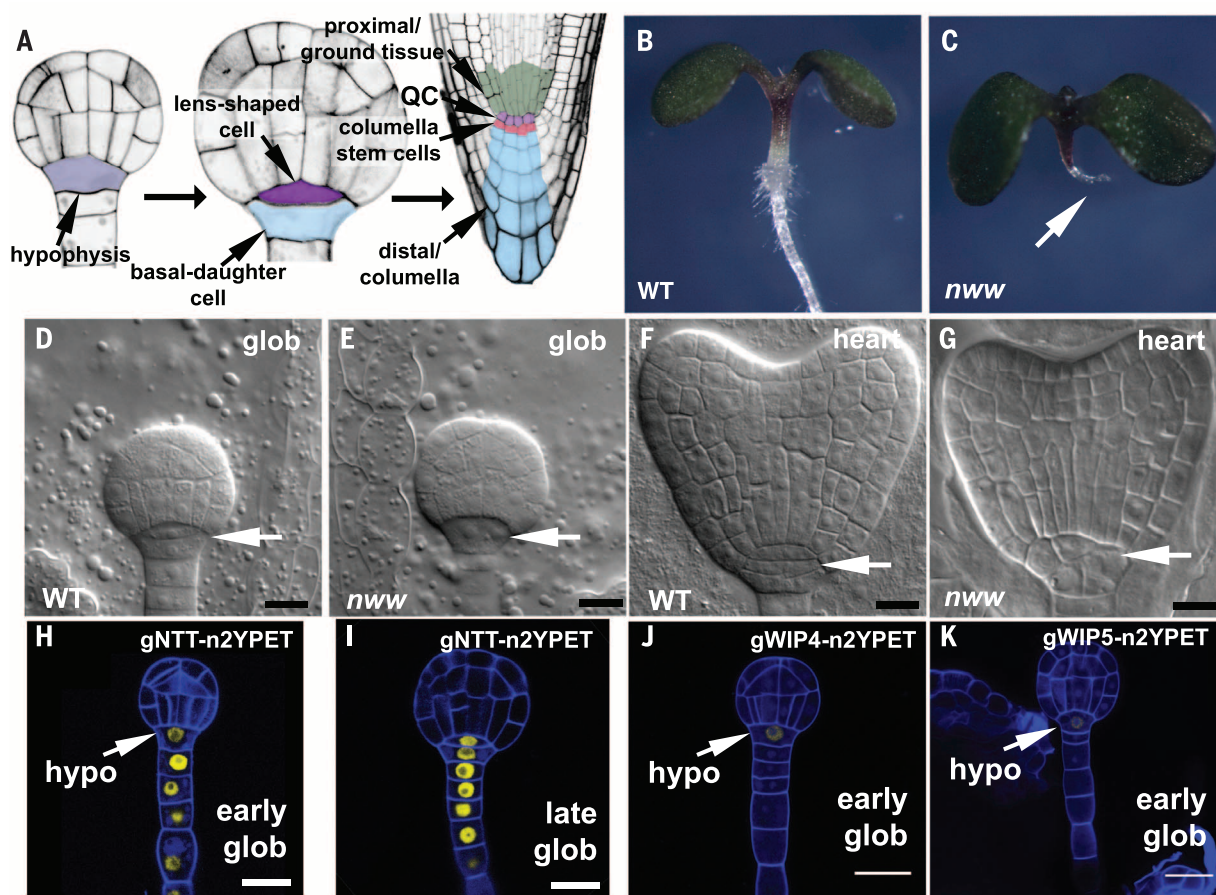 A
proximal/
ground tissue
lens-shaped
cell
QC
columella
stem cells
hypophysis
basal-daughter
cell
distal/
columella
B
WT
C
nww
D
glob
WT
E
glob
nww
F
heart
WT
G
heart
nww
H
gNTT-n2YPET
hypo
early
glob
I
gNTT-n2YPET
late
glob
J
gWIP4-n2YPET
hypo
early
glob
K
gWIP5-n2YPET
hypo
early
glob